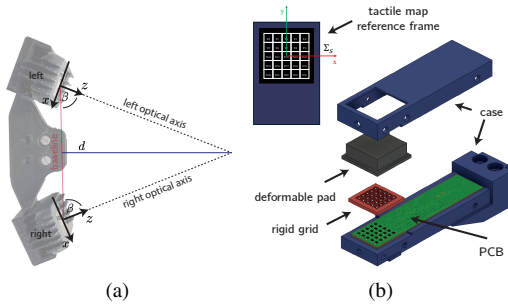 left
z
x
β
left optical axis
baseline
d
right optical axis
β
z
x
right
(a)
y
tactile map
reference frame
Σs
x
case
deformable pad
rigid grid
PCB
(b)